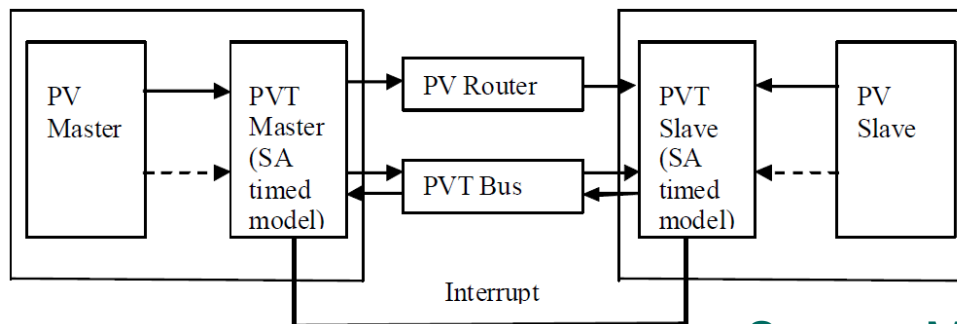 PV
Master
PVT
Master
(SA
timed
model)
PV Router
PVT Bus
PVT
Slave
(SA
timed
model)
PV
Slave
Interrupt